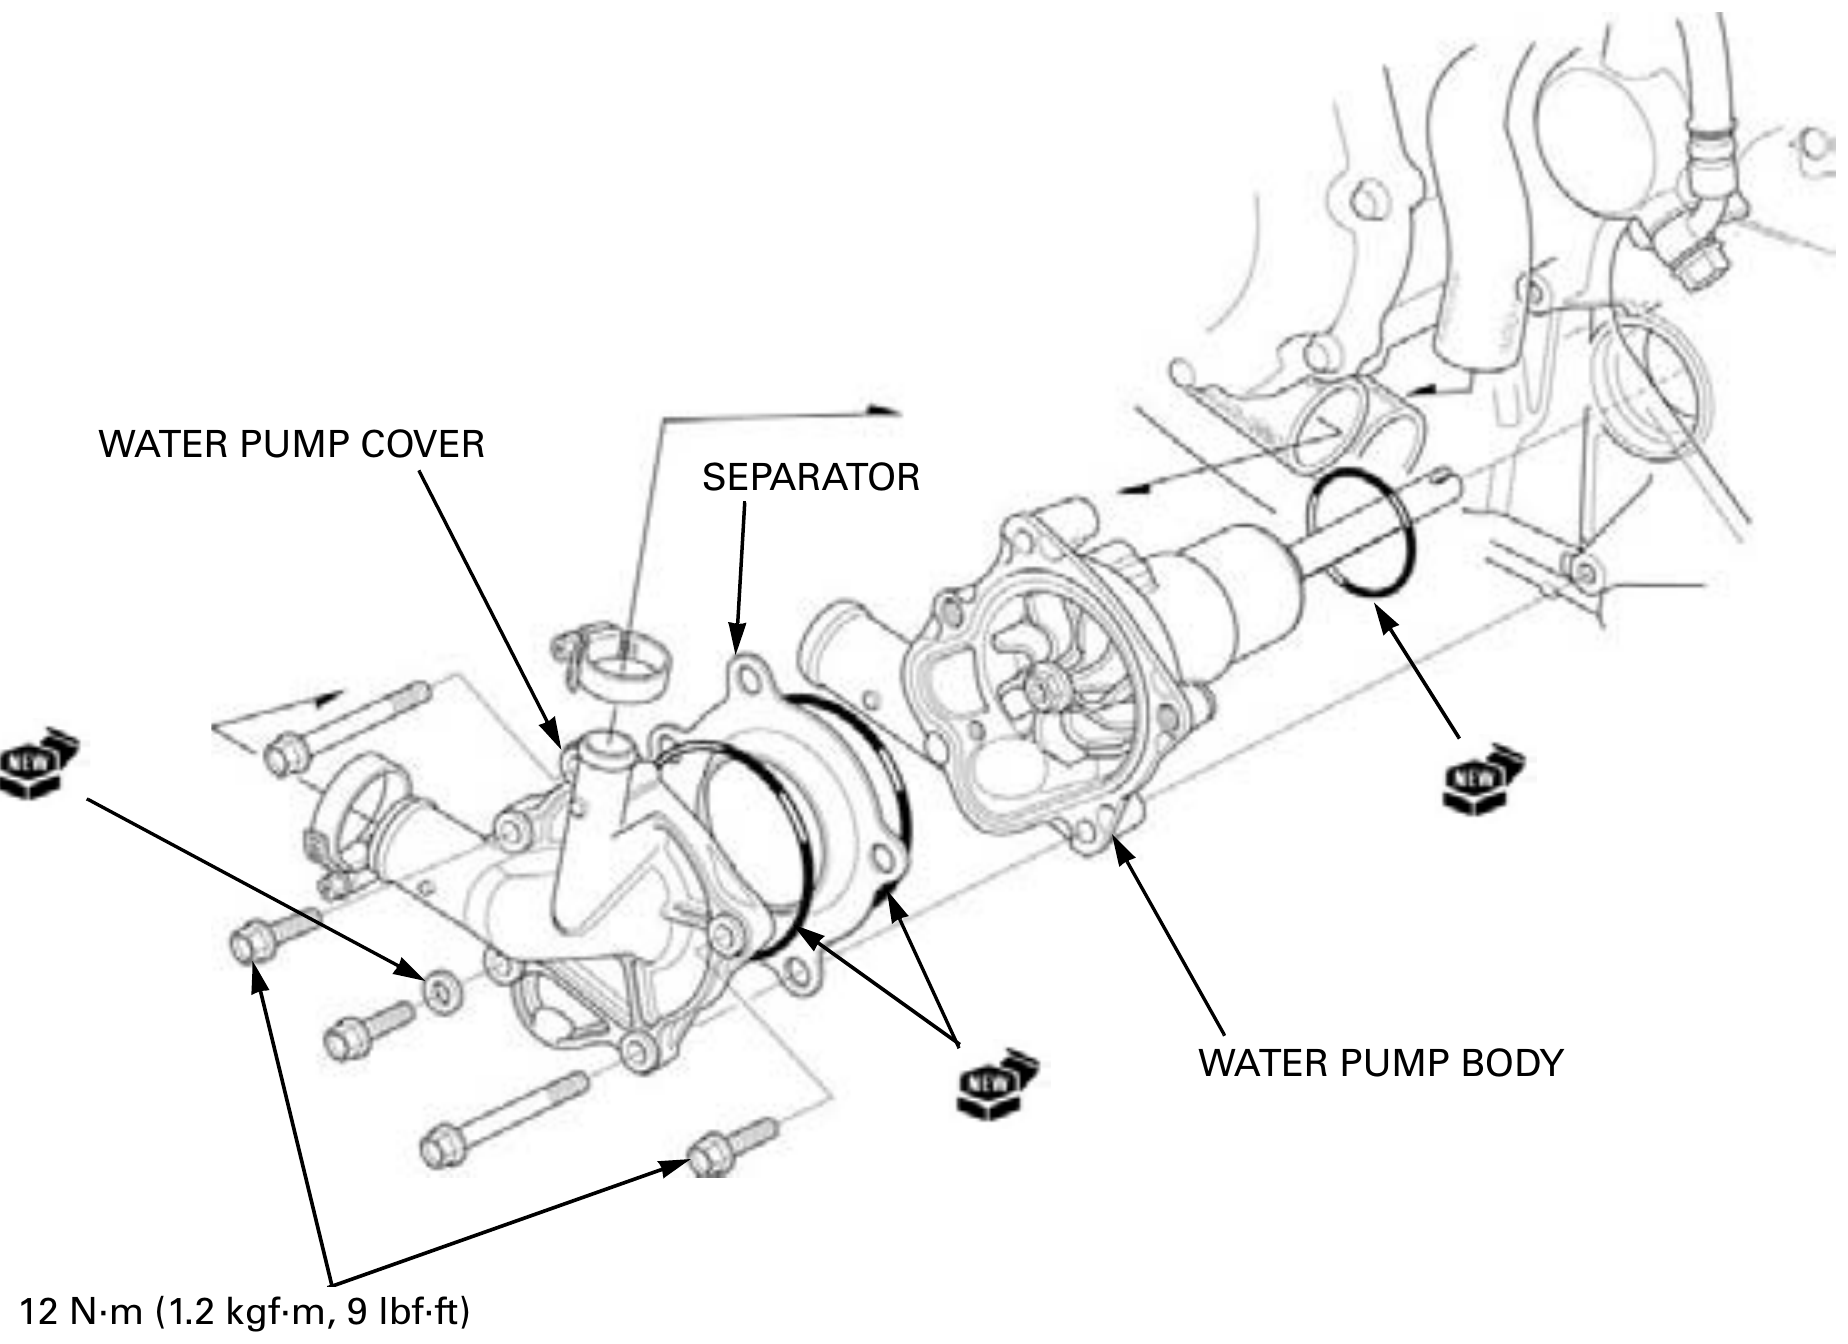 WATER PUMP COVER
SEPARATOR
NEW
NEW
NEW
WATER PUMP BODY
12 N·m (1.2 kgf·m, 9 lbf·ft)